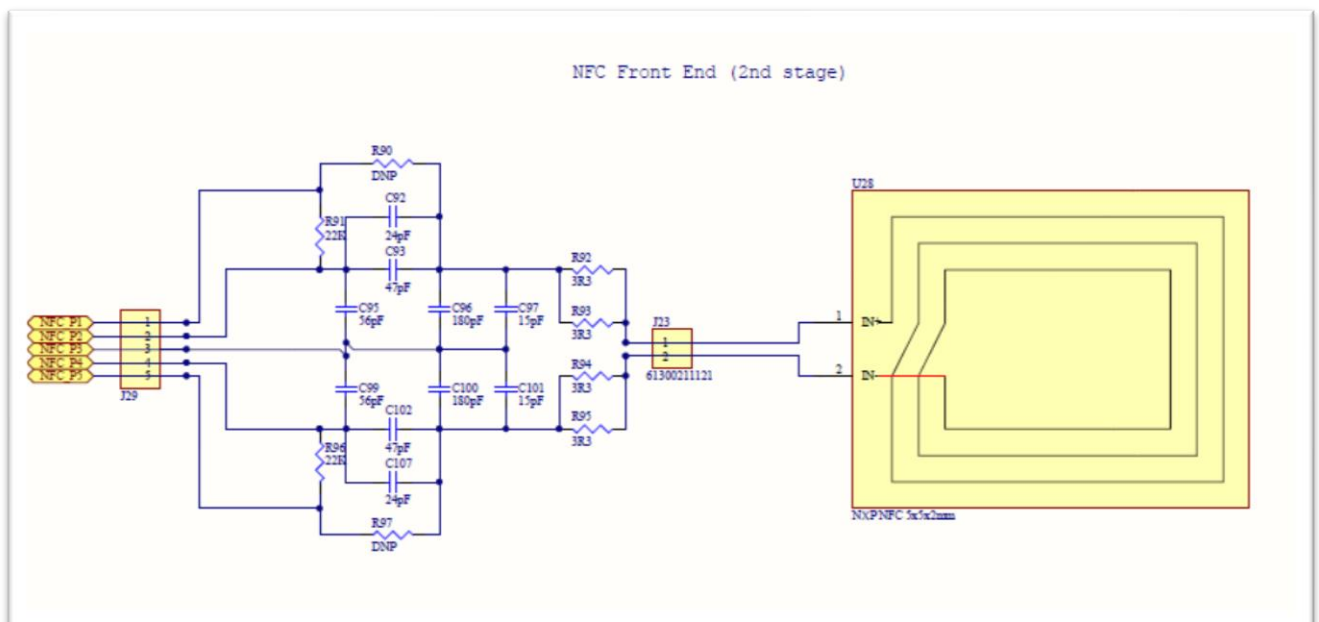 NFC Front End (2nd stage)
R90
DNP
C92
24pF
R91
22K
C93
47pF
C95
56pF
C96
180pF
C97
15pF
R92
3R3
R93
3R3
NFC P1
NFC P2
NFC P3
NFC P4
NFC P5
1
2
3
4
5
J29
J23
1
2
61300211121
R94
3R3
R95
3R3
C99
56pF
C100
180pF
C101
15pF
C102
47pF
R96
22K
C107
24pF
R97
DNP
U28
1
IN+
2
IN-
NXP NFC 5x5x2mm